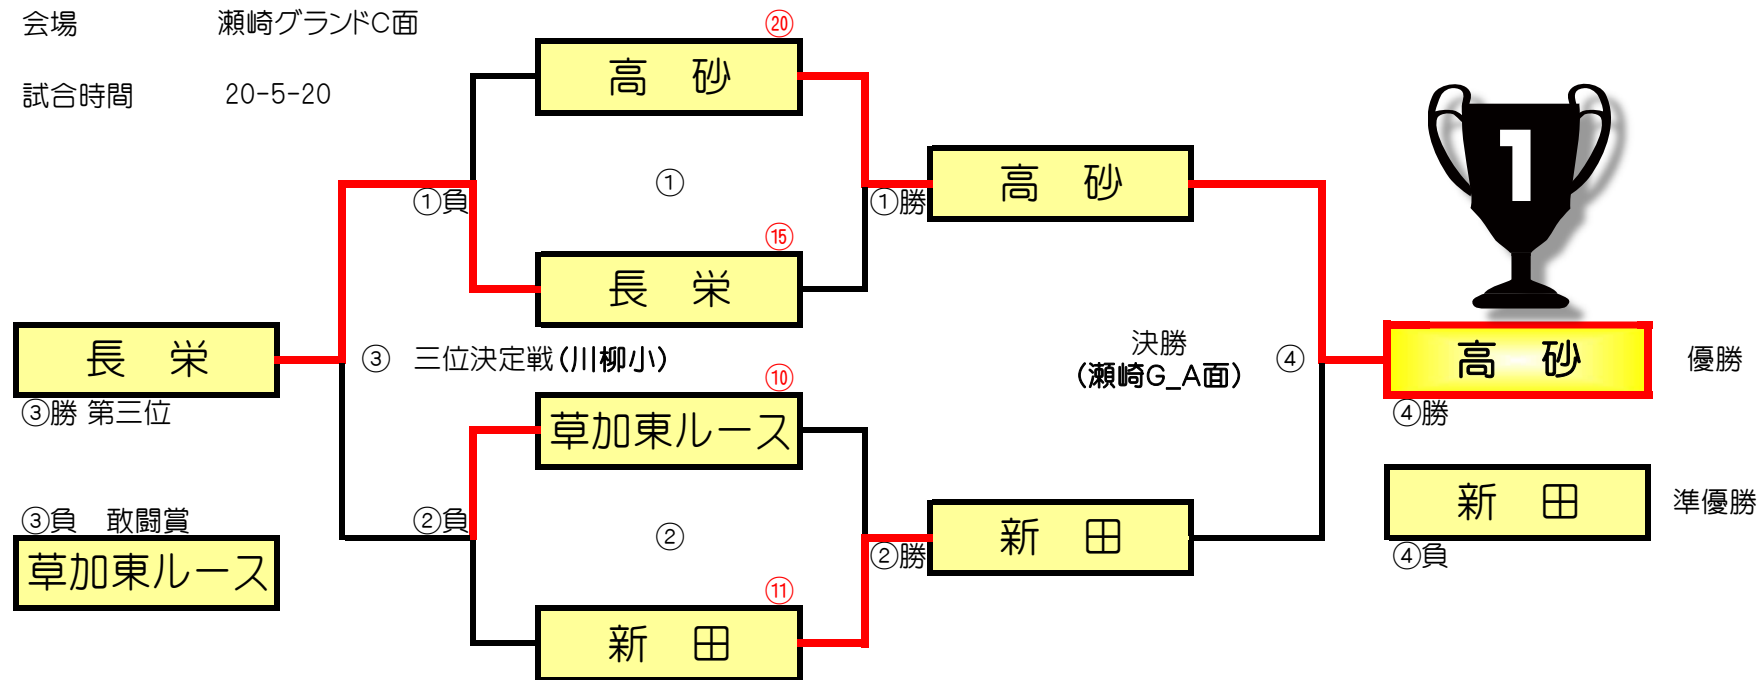 会場 瀬崎グランドC面
試合時間 20-5-20
⑳
高 砂
①
①負
①勝
高 砂
⑮
長 栄
1
長 栄
③勝 第三位
③ 三位決定戦(川柳小)
決勝
(瀬崎G_A面)
④
高 砂
優勝
④勝
⑩
草加東ルース
③負 敢闘賞
草加東ルース
②負
②
②勝
新 田
新 田
準優勝
④負
⑪
新 田